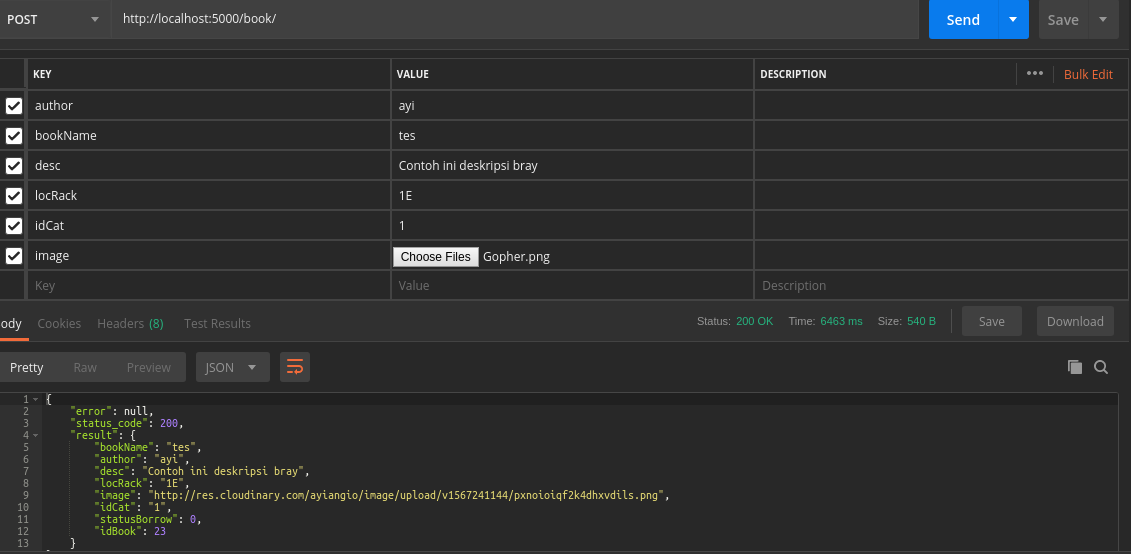 POST http://localhost:5000/book/ Send Save
KEY VALUE DESCRIPTION ••• Bulk Edit
author ayi
bookName tes
desc Contoh ini deskripsi bray
locRack 1E
idCat 1
image Choose Files Gopher.png
Key Value Description
ody Cookies Headers (8) Test Results Status: 200 OK Time: 6463 ms Size: 540 B Save Download
Pretty Raw Preview JSON
1 {
2 "error": null,
3 "status_code": 200,
4 "result": {
5 "bookName": "tes",
6 "author": "ayi",
7 "desc": "Contoh ini deskripsi bray",
8 "locRack": "1E",
9 "image": "http://res.cloudinary.com/ayiangio/image/upload/v1567241144/pxnoioiqf2k4dhxvdils.png",
10 "idCat": "1",
11 "statusBorrow": 0,
12 "idBook": 23
13 }